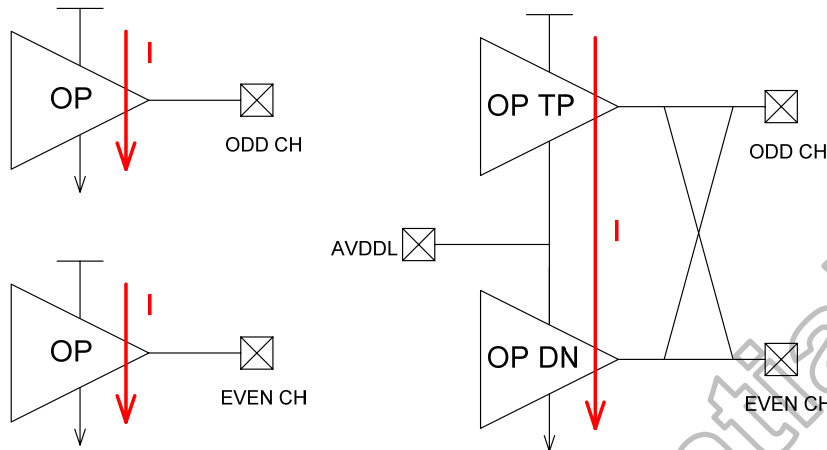 I
OP
ODD CH
I
OP
EVEN CH
OP TP
ODD CH
AVDDL
I
OP DN
EVEN CH